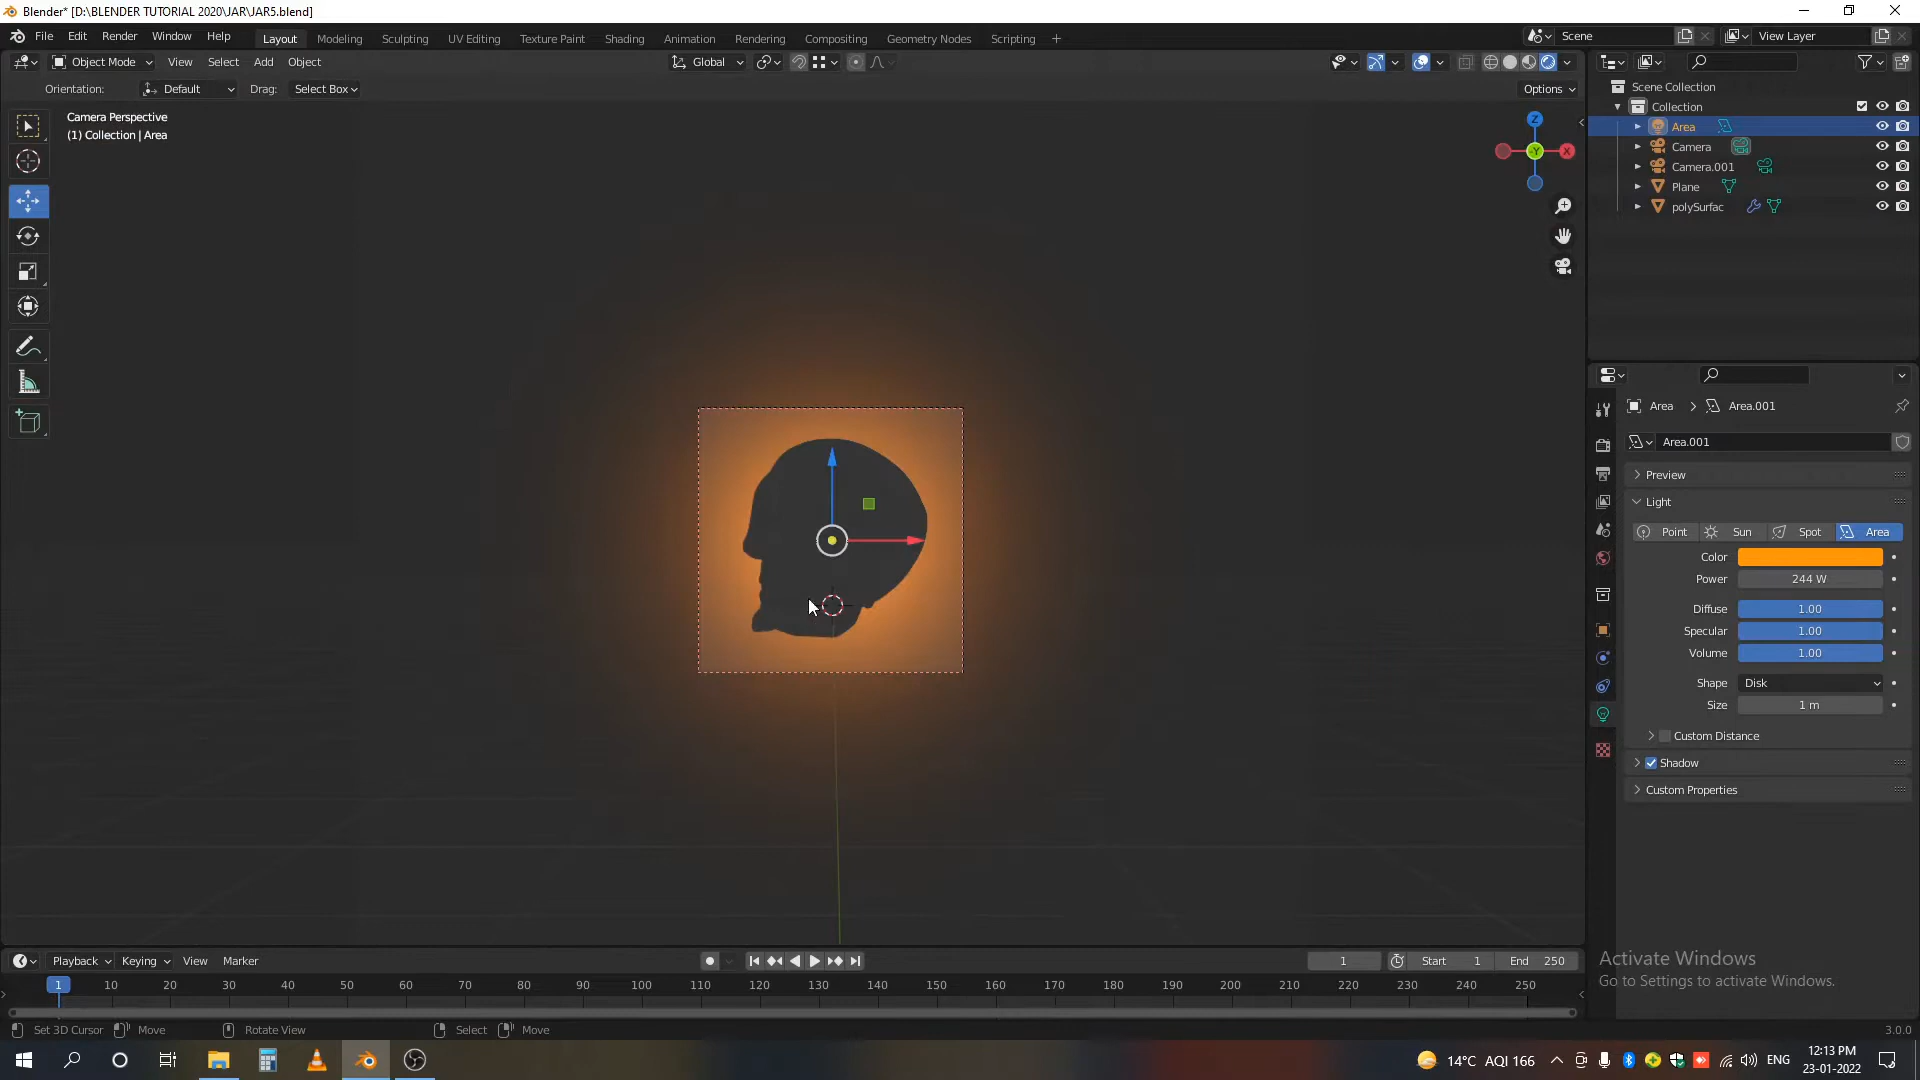 Blender* [D:\BLENDER TUTORIAL 2020\JAR\JAR5.blend]
File Edit Render Window Help Layout Modeling Sculpting UV Editing Texture Paint Shading Animation Rendering Compositing Geometry Nodes Scripting + Scene View Layer
Object Mode View Select Add Object Global
Orientation: Default Drag: Select Box Options
Camera Perspective
(1) Collection | Area
Z
-Y
X
Scene Collection
Collection
Area
Camera
Camera.001
Plane
polySurfac
Area > Area.001
Area.001
Preview
Light
Point Sun Spot Area
Color
Power 244 W
Diffuse 1.00
Specular 1.00
Volume 1.00
Shape Disk
Size 1 m
Custom Distance
Shadow
Custom Properties
Activate Windows
Go to Settings to activate Windows.
Playback Keying View Marker 1 Start 1 End 250
1 10 20 30 40 50 60 70 80 90 100 110 120 130 140 150 160 170 180 190 200 210 220 230 240 250
Set 3D Cursor Move Rotate View Select Move 3.0.0
14°C AQI 166 ENG 12:13 PM
23-01-2022